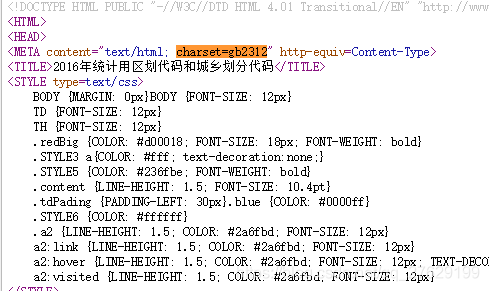 <!DOCTYPE HTML PUBLIC "-//W3C//DTD HTML 4.01 Transitional//EN" "http://www
<HTML>
<HEAD>
<META content="text/html; charset=gb2312" http-equiv=Content-Type>
<TITLE>2016年统计用区划代码和城乡划分代码</TITLE>
<STYLE type=text/css>
BODY {MARGIN: 0px}BODY {FONT-SIZE: 12px}
TD {FONT-SIZE: 12px}
TH {FONT-SIZE: 12px}
.redBig {COLOR: #d00018; FONT-SIZE: 18px; FONT-WEIGHT: bold}
.STYLE3 a{COLOR: #fff; text-decoration:none;}
.STYLE5 {COLOR: #236fbe; FONT-WEIGHT: bold}
.content {LINE-HEIGHT: 1.5; FONT-SIZE: 10.4pt}
.tdPading {PADDING-LEFT: 30px}.blue {COLOR: #0000ff}
.STYLE6 {COLOR: #ffffff}
.a2 {LINE-HEIGHT: 1.5; COLOR: #2a6fbd; FONT-SIZE: 12px}
a2:link {LINE-HEIGHT: 1.5; COLOR: #2a6fbd; FONT-SIZE: 12px}
a2:hover {LINE-HEIGHT: 1.5; COLOR: #2a6fbd; FONT-SIZE: 12px; TEXT-DECO
a2:visited {LINE-HEIGHT: 1.5; COLOR: #2a6fbd; FONT-SIZE: 12px}
</STYLE>